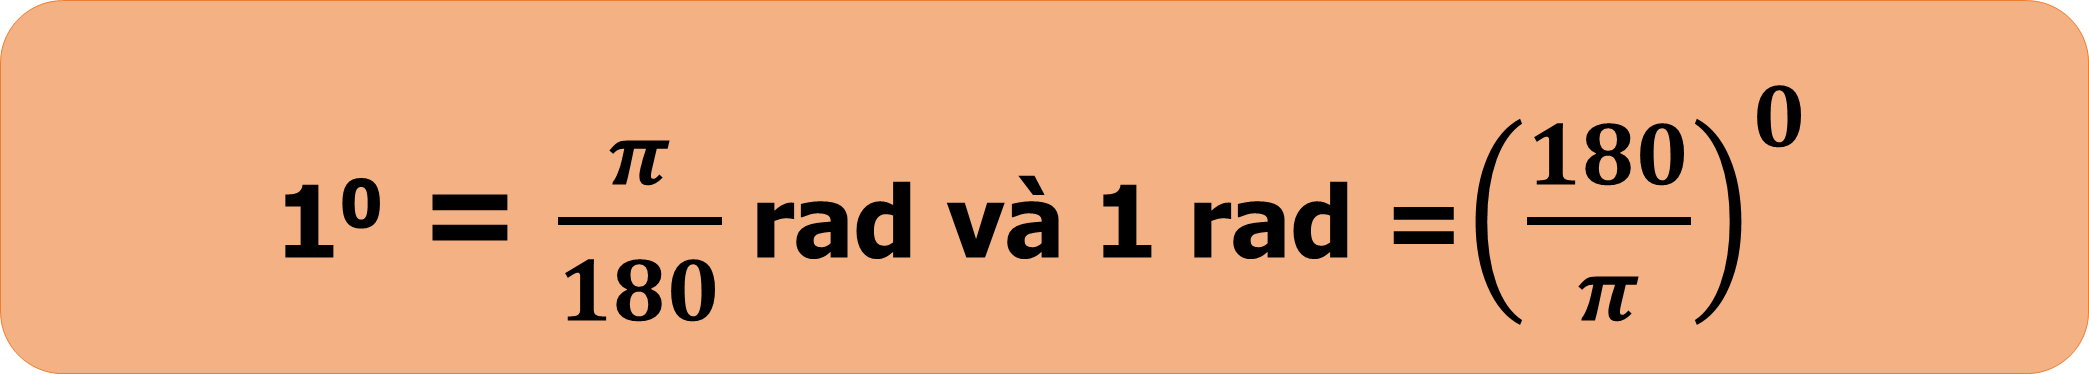 1⁰ = π/180 rad và 1 rad = (180/π)⁰